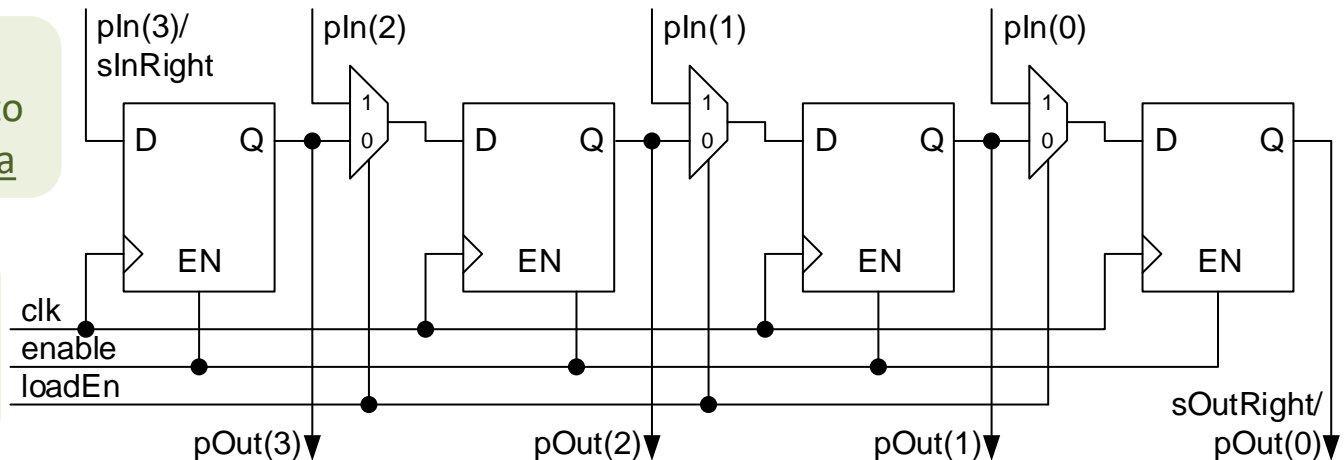 pIn(3)/
sInRight
pIn(2)
pIn(1)
pIn(0)
to
a
1
0
1
0
1
0
D Q
EN
D Q
EN
D Q
EN
D Q
EN
clk
enable
loadEn
pOut(3)
pOut(2)
pOut(1)
sOutRight/
pOut(0)